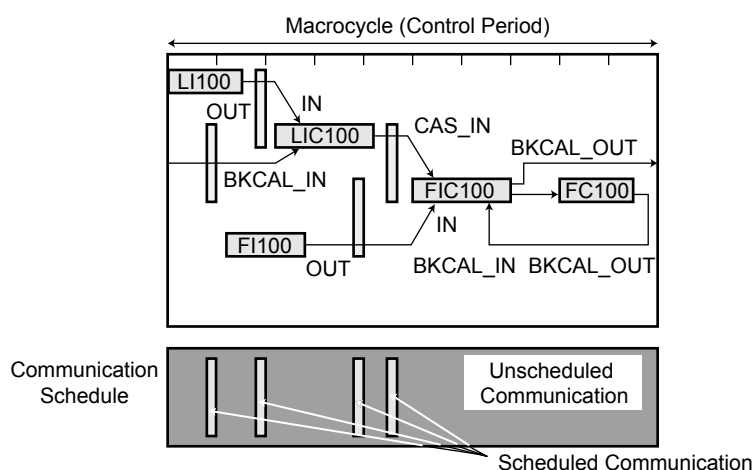 Macrocycle (Control Period)
LI100
OUT
IN
LIC100
CAS_IN
BKCAL_OUT
BKCAL_IN
FIC100
FC100
IN
FI100
OUT
BKCAL_IN
BKCAL_OUT
Communication
Schedule
Unscheduled
Communication
Scheduled Communication